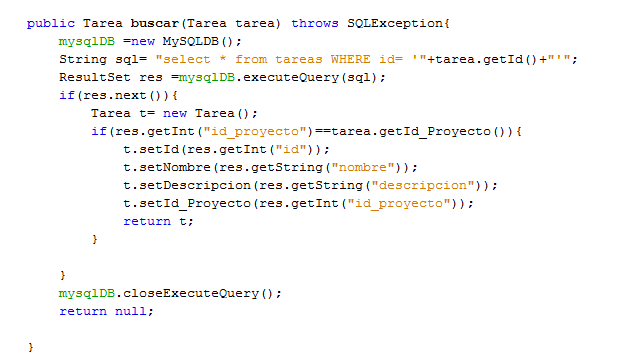 public Tarea buscar(Tarea tarea) throws SQLException{
mysqlDB =new MySQLDB();
String sql= "select * from tareas WHERE id= '"+tarea.getId()+"'";
ResultSet res =mysqlDB.executeQuery(sql);
if(res.next()){
Tarea t= new Tarea();
if(res.getInt("id_proyecto")==tarea.getId_Proyecto()){
t.setId(res.getInt("id"));
t.setNombre(res.getString("nombre"));
t.setDescripcion(res.getString("descripcion"));
t.setId_Proyecto(res.getInt("id_proyecto"));
return t;
}
}
mysqlDB.closeExecuteQuery();
return null;
}